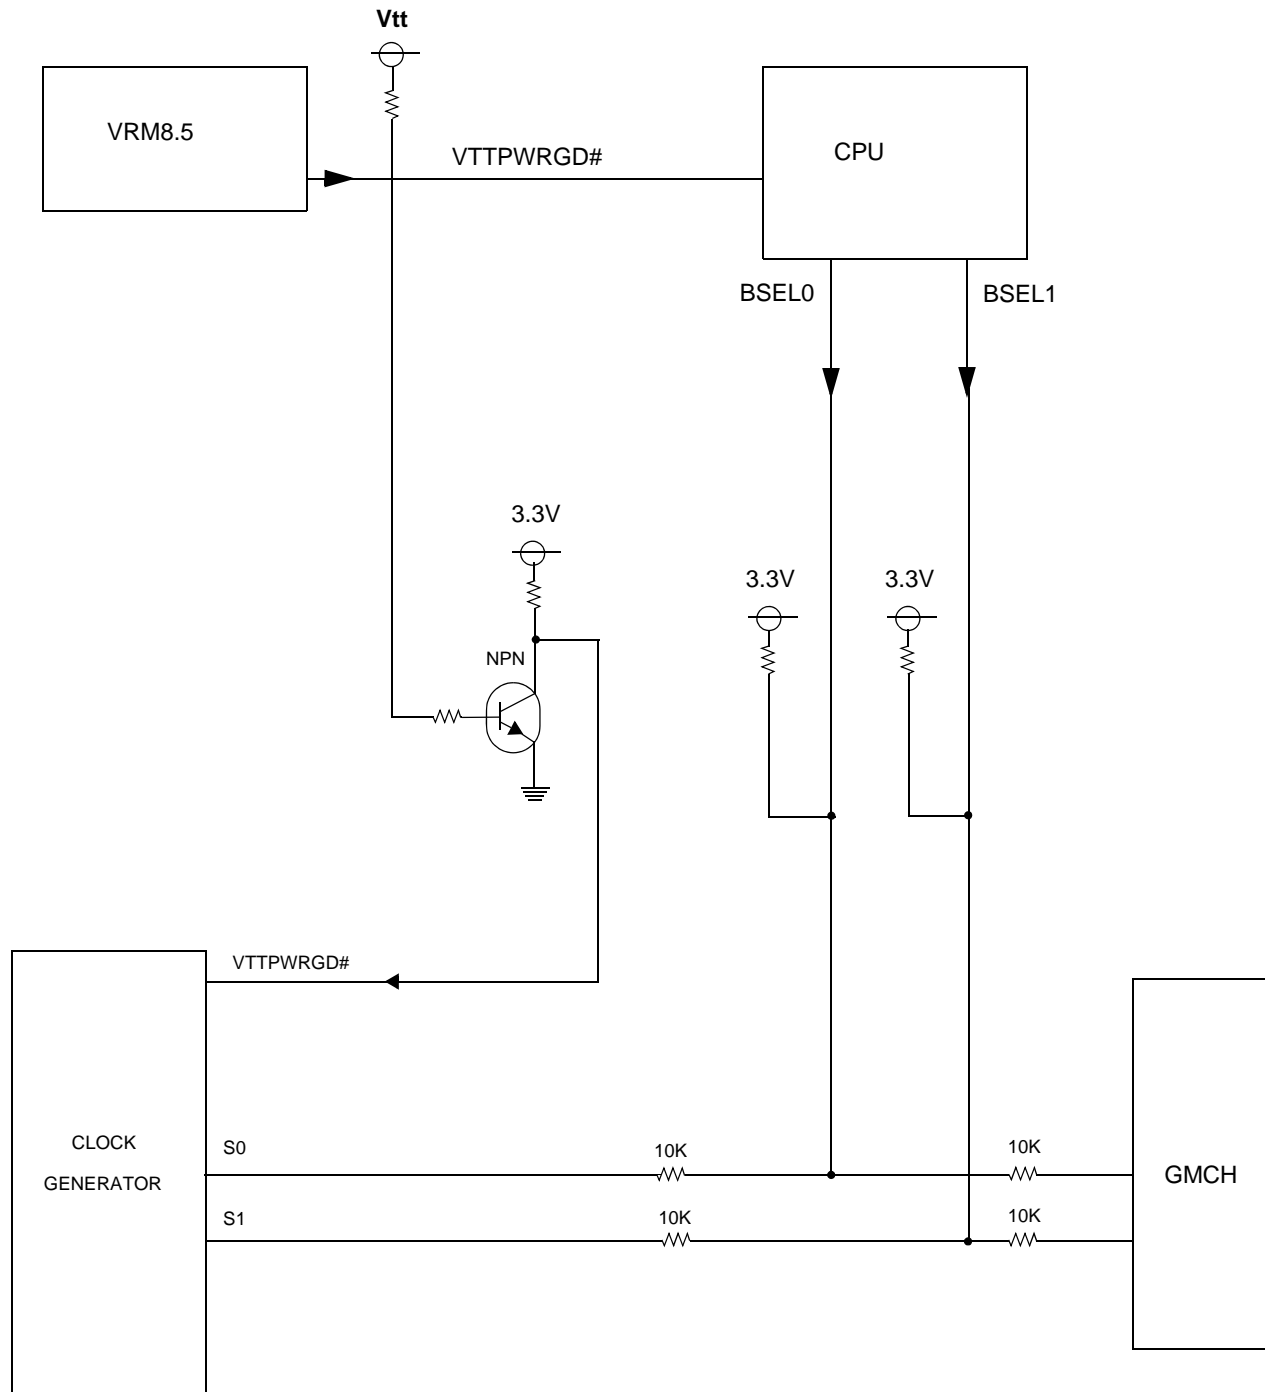 Vtt
VRM8.5
VTTPWRGD#
CPU
BSEL0
BSEL1
3.3V
3.3V
3.3V
NPN
VTTPWRGD#
CLOCK
GENERATOR
S0
10K
10K
GMCH
S1
10K
10K